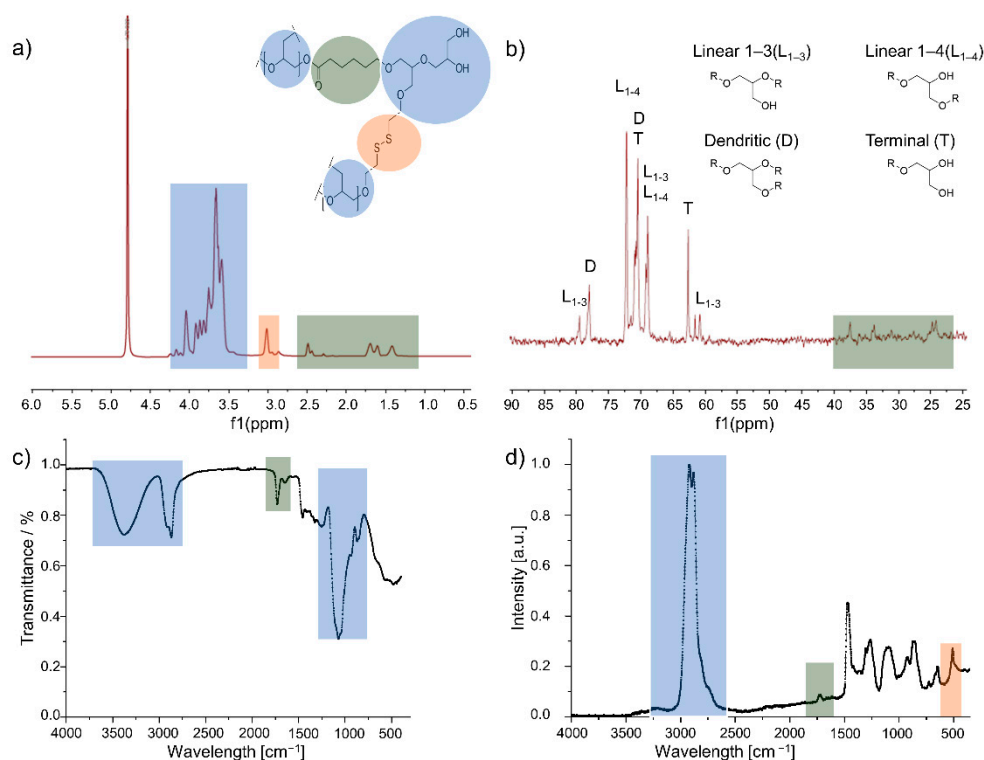 a)
O
O
O
O
O
O
OH
OH
O
S
S
O
O
6.0 5.5 5.0 4.5 4.0 3.5 3.0 2.5 2.0 1.5 1.0 0.5
f1(ppm)
b)
Linear 1–3(L1–3)
RO
O
R
OH
Linear 1–4(L1–4)
RO
OH
O
R
Dendritic (D)
RO
O
R
O
R
Terminal (T)
RO
OH
OH
L1–4
D
T
L1–3
L1–4
T
D
L1–3
L1–3
90 85 80 75 70 65 60 55 50 45 40 35 30 25
f1(ppm)
c)
Transmittance / %
1.0
0.8
0.6
0.4
1.0
0.0
4000 3500 3000 2500 2000 1500 1000 500
Wavelength [cm−1]
d)
Intensity [a.u.]
1.0
0.8
0.6
0.4
0.2
0.0
4000 3500 3000 2500 2000 1500 1000 500
Wavelength [cm−1]